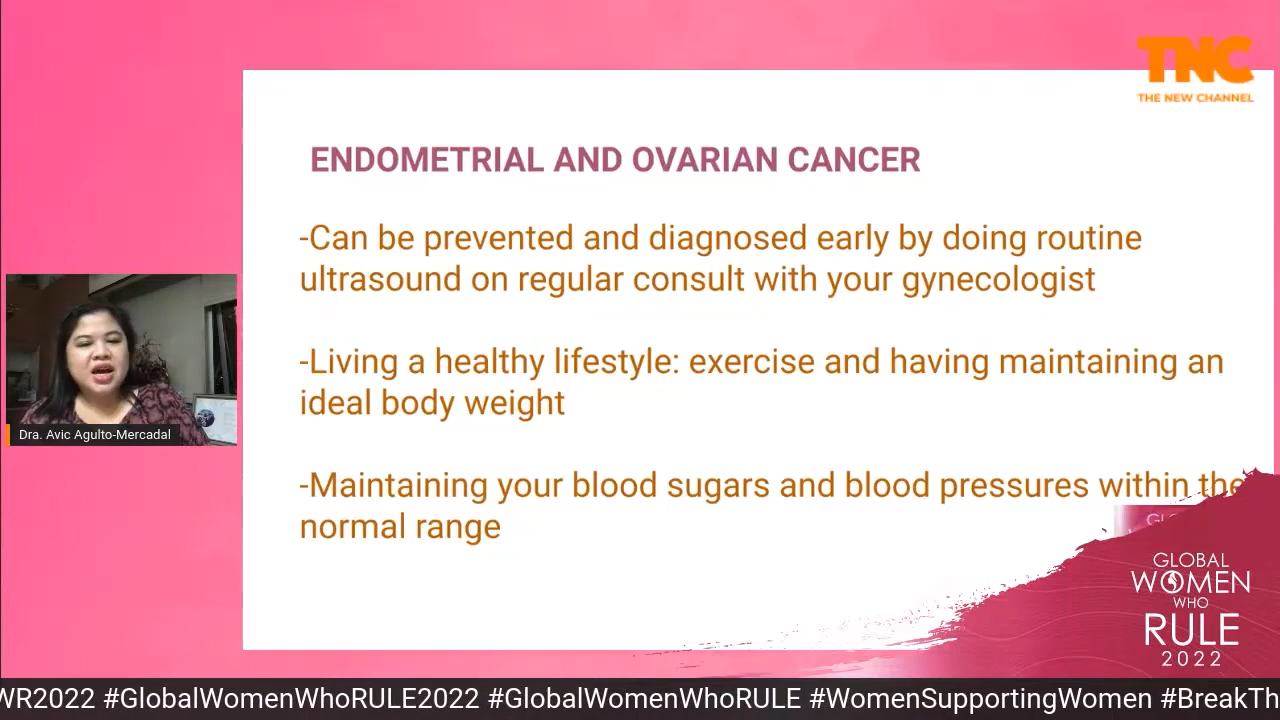 TNC
THE NEW CHANNEL
ENDOMETRIAL AND OVARIAN CANCER
-Can be prevented and diagnosed early by doing routine
ultrasound on regular consult with your gynecologist
-Living a healthy lifestyle: exercise and having maintaining an
ideal body weight
-Maintaining your blood sugars and blood pressures within the
normal range
Dra. Avic Agulto-Mercadal
GLOBAL
WOMEN
WHO
RULE
2022
WR2022 #GlobalWomenWhoRULE2022 #GlobalWomenWhoRULE #WomenSupportingWomen #BreakTh